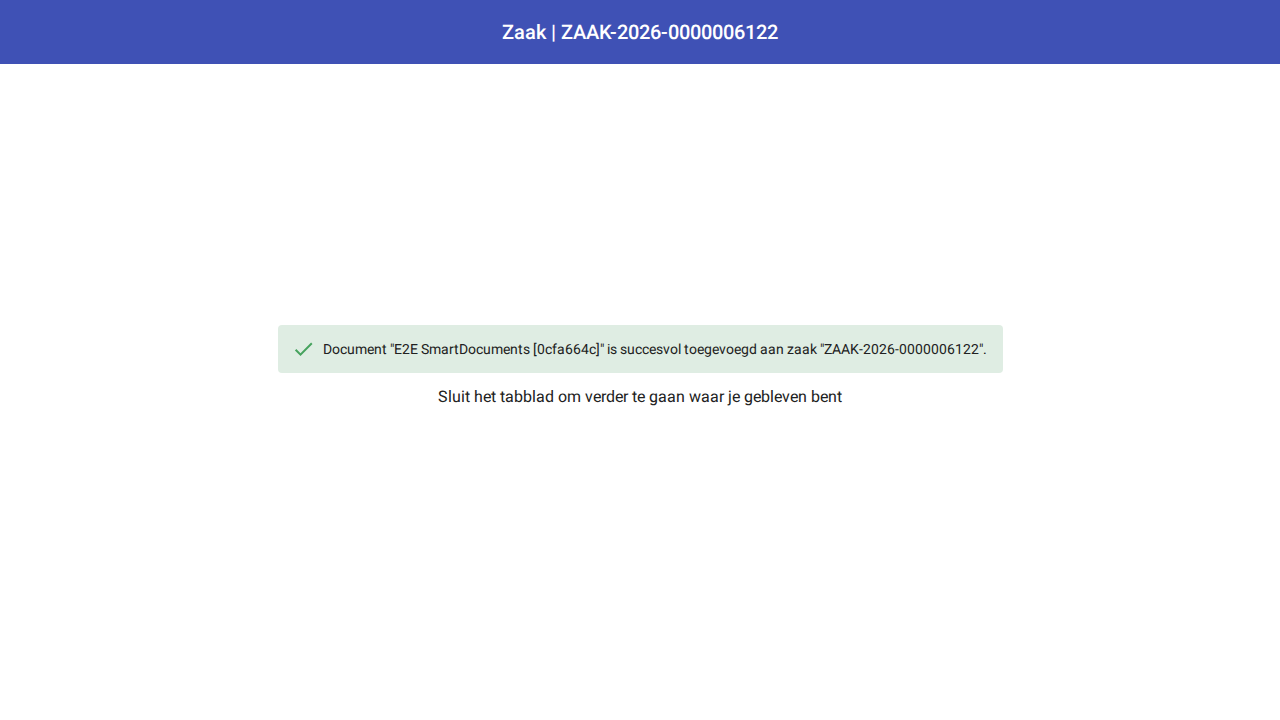 Zaak | ZAAK-2026-0000006122
Document "E2E SmartDocuments [0cfa664c]" is succesvol toegevoegd aan zaak "ZAAK-2026-0000006122".
Sluit het tabblad om verder te gaan waar je gebleven bent